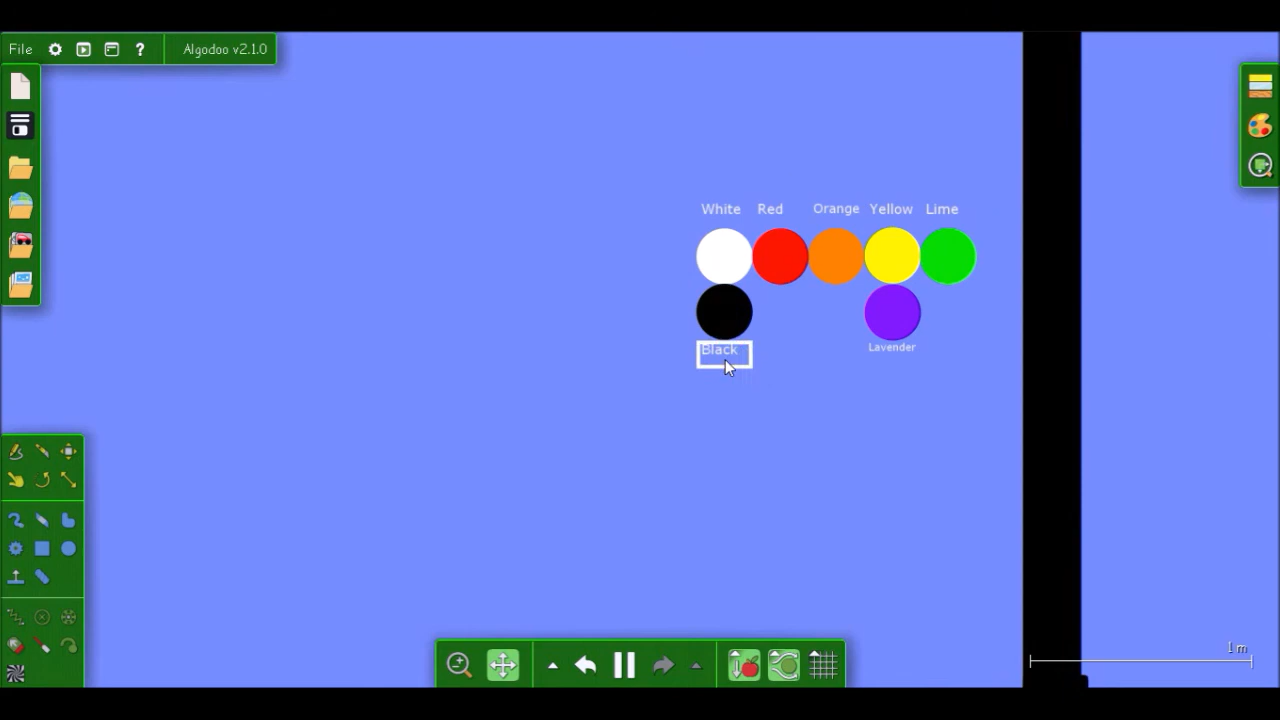 File ? Algodoo v2.1.0
White Red Orange Yellow Lime
Black Lavender
1 m